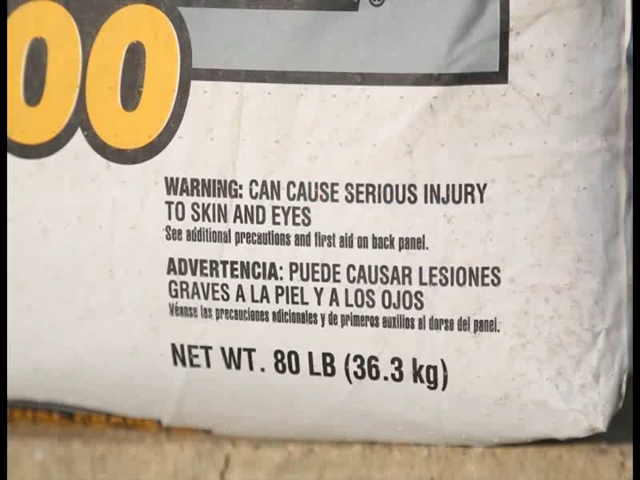 00
®
WARNING: CAN CAUSE SERIOUS INJURY
TO SKIN AND EYES
See additional precautions and first aid on back panel.
ADVERTENCIA: PUEDE CAUSAR LESIONES
GRAVES A LA PIEL Y A LOS OJOS
Véanse las precauciones adicionales y de primeros auxilios al dorso del panel.
NET WT. 80 LB (36.3 kg)